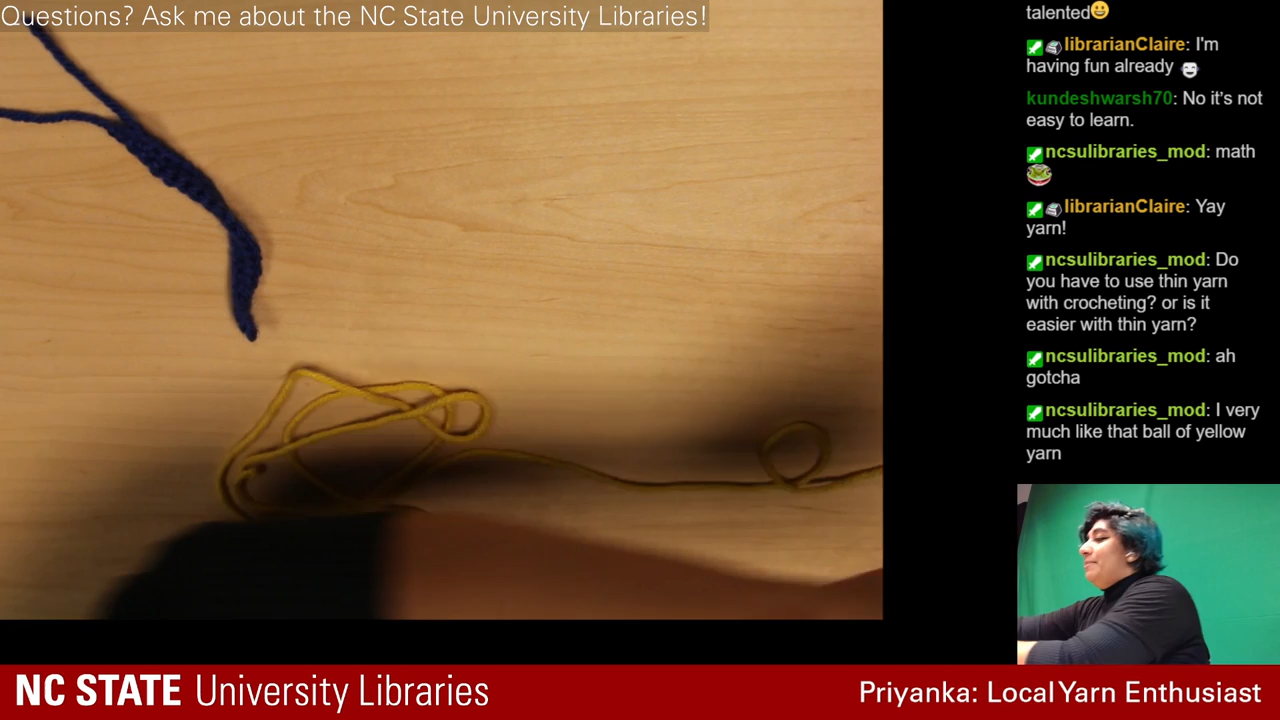 Questions? Ask me about the NC State University Libraries!
talented
librarianClaire: I'm
having fun already
kundeshwarsh70: No it's not
easy to learn.
ncsulibraries_mod: math
librarianClaire: Yay
yarn!
ncsulibraries_mod: Do
you have to use thin yarn
with crocheting? or is it
easier with thin yarn?
ncsulibraries_mod: ah
gotcha
ncsulibraries_mod: I very
much like that ball of yellow
yarn
NC STATE University Libraries
Priyanka: Local Yarn Enthusiast